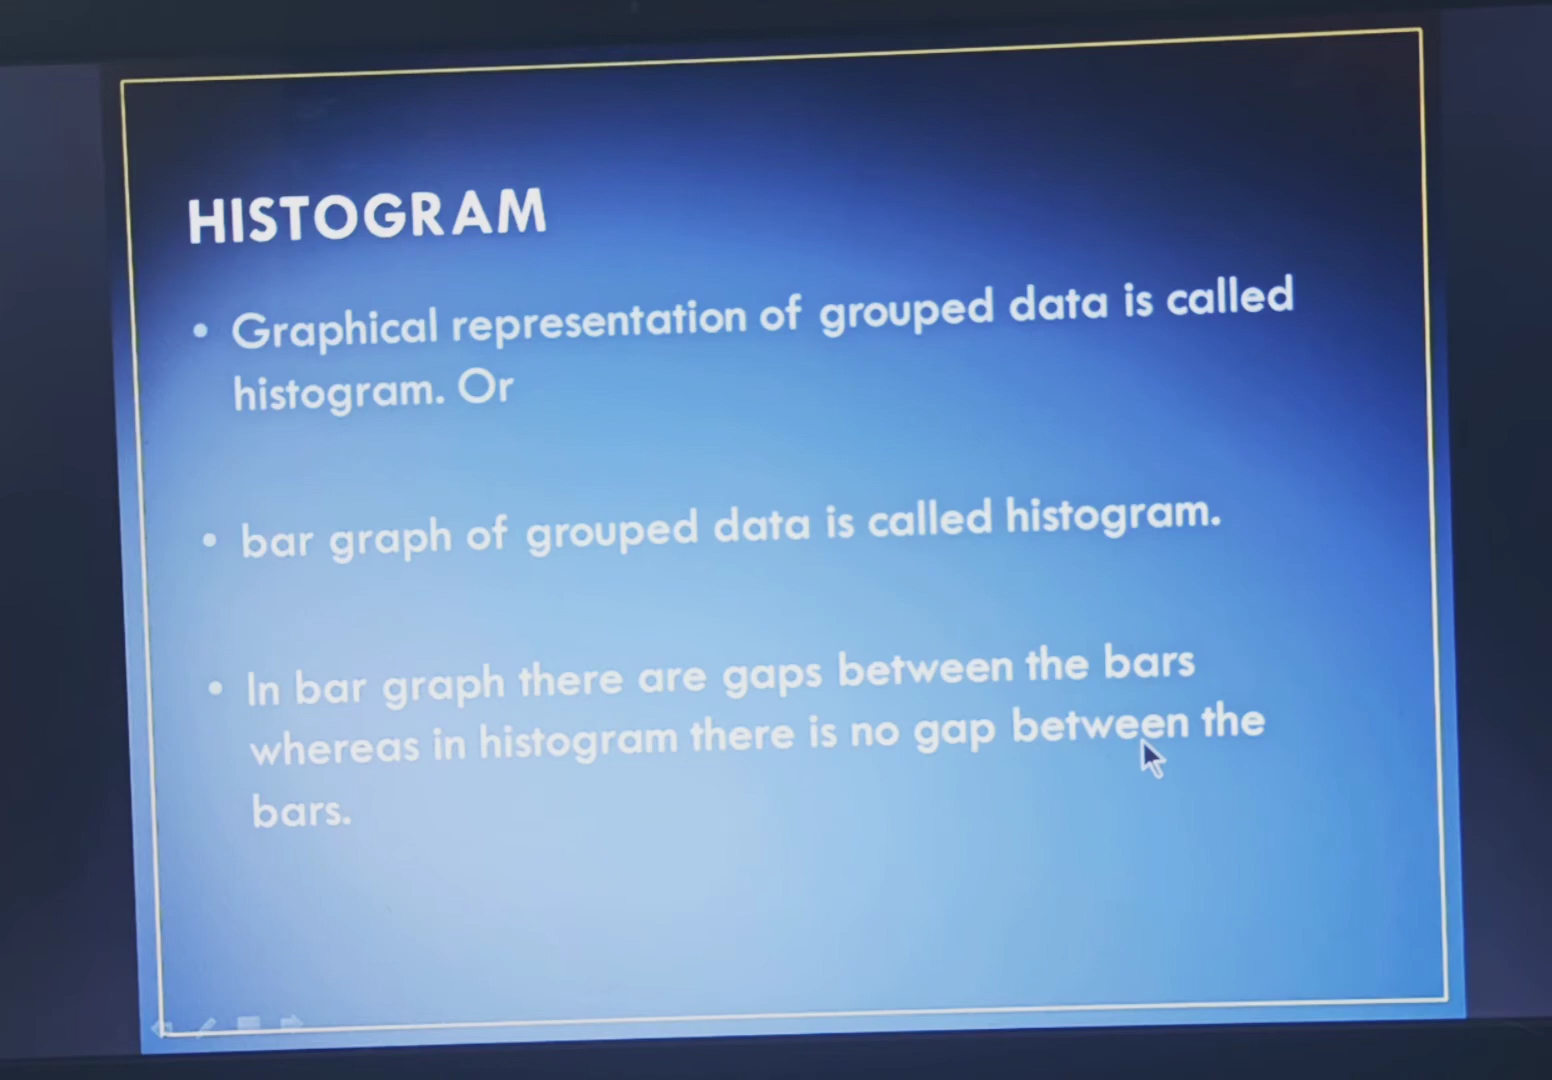 HISTOGRAM
• Graphical representation of grouped data is called
histogram. Or
• bar graph of grouped data is called histogram.
• In bar graph there are gaps between the bars
whereas in histogram there is no gap between the
bars.